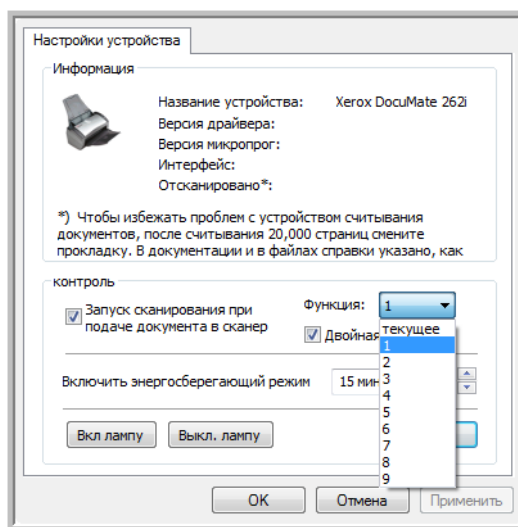 Настройки устройства
Информация
Название устройства: Xerox DocuMate 262i
Версия драйвера:
Версия микропрог:
Интерфейс:
Отсканировано*:
*) Чтобы избежать проблем с устройством считывания
документов, после считывания 20,000 страниц смените
прокладку. В документации и в файлах справки указано, как
контроль
Запуск сканирования при
подаче документа в сканер
Функция: 1
Двойная
текущее
1
2
3
4
5
6
7
8
9
Включить энергосберегающий режим 15 мин
Вкл лампу Выкл. лампу
OK Отмена Применить